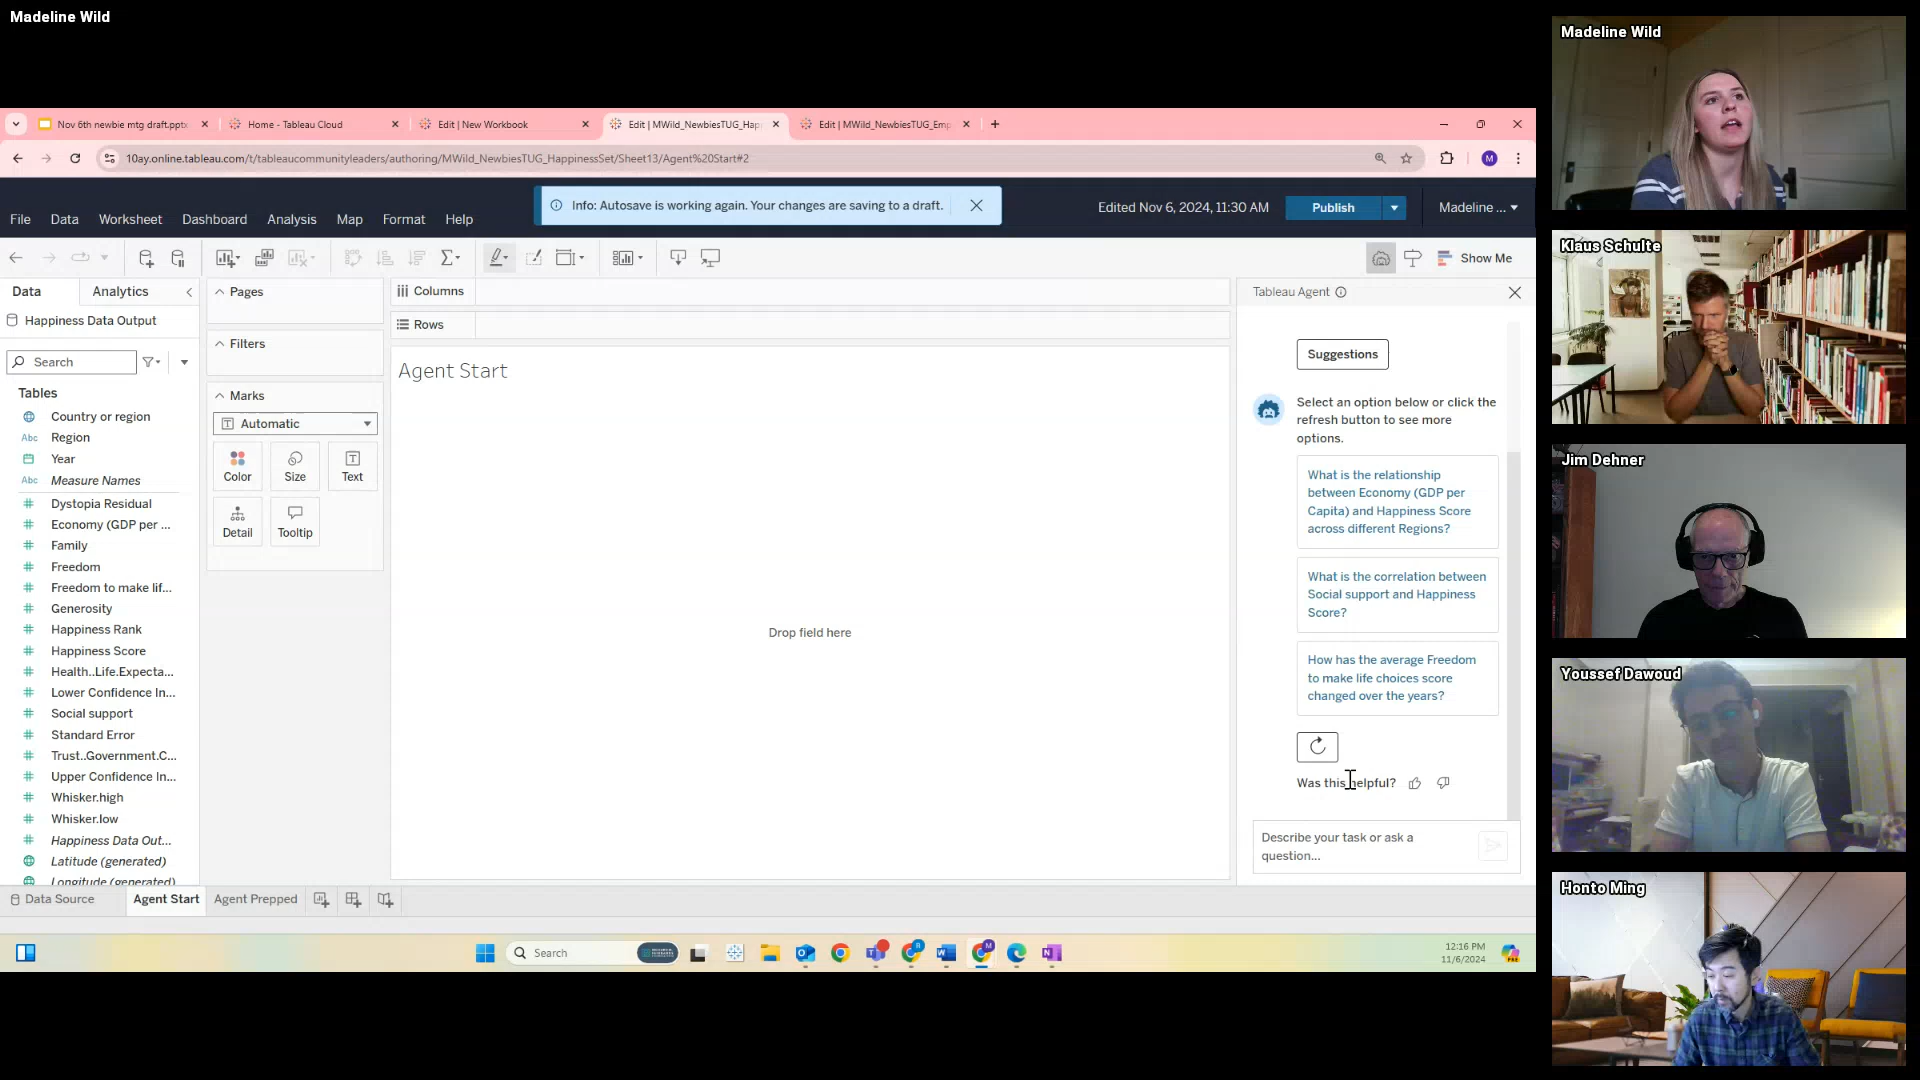 Madeline Wild
Nov 6th newbie mtg draft.pptx
Home - Tableau Cloud
Edit | New Workbook
Edit | MWild_NewbiesTUG_Hap
Edit | MWild_NewbiesTUG_Emp
10ay.online.tableau.com/t/tableaucommunityleaders/authoring/MWild_NewbiesTUG_HappinessSet/Sheet13/Agent%20Start#2
M
File Data Worksheet Dashboard Analysis Map Format Help
Info: Autosave is working again. Your changes are saving to a draft.
Edited Nov 6, 2024, 11:30 AM
Publish
Madeline ...
Show Me
Data
Analytics
Happiness Data Output
Search
Tables
Country or region
Abc Region
Year
Abc Measure Names
Dystopia Residual
Economy (GDP per ...
Family
Freedom
Freedom to make lif...
Generosity
Happiness Rank
Happiness Score
Health..Life.Expecta...
Lower Confidence In...
Social support
Standard Error
Trust..Government.C...
Upper Confidence In...
Whisker.high
Whisker.low
Happiness Data Out...
Latitude (generated)
Longitude (generated)
Pages
Filters
Marks
Automatic
Color
Size
Text
Detail
Tooltip
Columns
Rows
Agent Start
Drop field here
Tableau Agent
Suggestions
Select an option below or click the
refresh button to see more
options.
What is the relationship
between Economy (GDP per
Capita) and Happiness Score
across different Regions?
What is the correlation between
Social support and Happiness
Score?
How has the average Freedom
to make life choices score
changed over the years?
Was this helpful?
Describe your task or ask a
question...
Data Source
Agent Start
Agent Prepped
Search
12:16 PM
11/6/2024
Madeline Wild
Klaus Schulte
Jim Dehner
Youssef Dawoud
Honto Ming